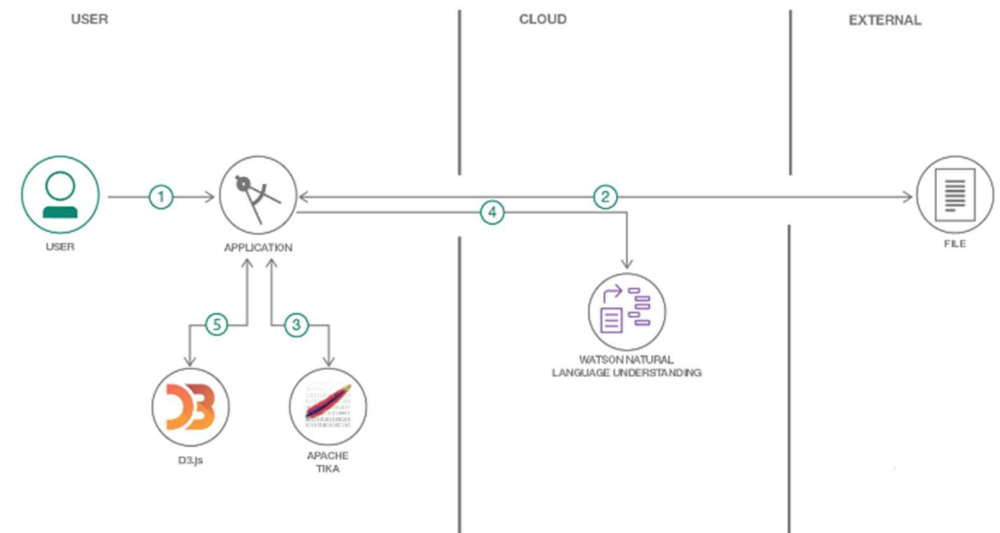 USER
CLOUD
EXTERNAL
1
2
4
USER
APPLICATION
FILE
5
3
WATSON NATURAL
LANGUAGE UNDERSTANDING
D3
D3.js
APACHE
TIKA